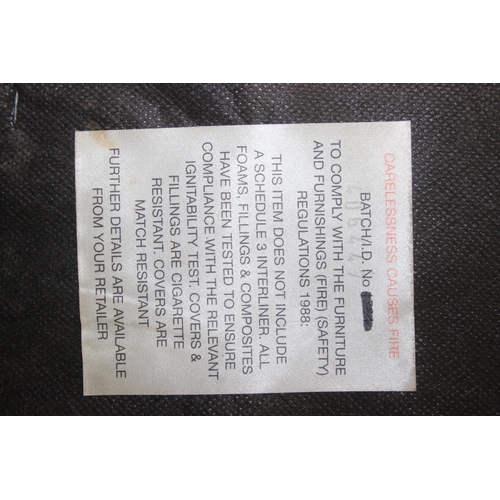 CARELESSNESS CAUSES FIRE
BATCH/I.D. No
TO COMPLY WITH THE FURNITURE
AND FURNISHINGS (FIRE) (SAFETY)
REGULATIONS 1988:
THIS ITEM DOES NOT INCLUDE
A SCHEDULE 3 INTERLINER. ALL
FOAMS, FILLINGS & COMPOSITES
HAVE BEEN TESTED TO ENSURE
COMPLIANCE WITH THE RELEVANT
IGNITABILITY TEST. COVERS &
FILLINGS ARE CIGARETTE
RESISTANT. COVERS ARE
MATCH RESISTANT
FURTHER DETAILS ARE AVAILABLE
FROM YOUR RETAILER